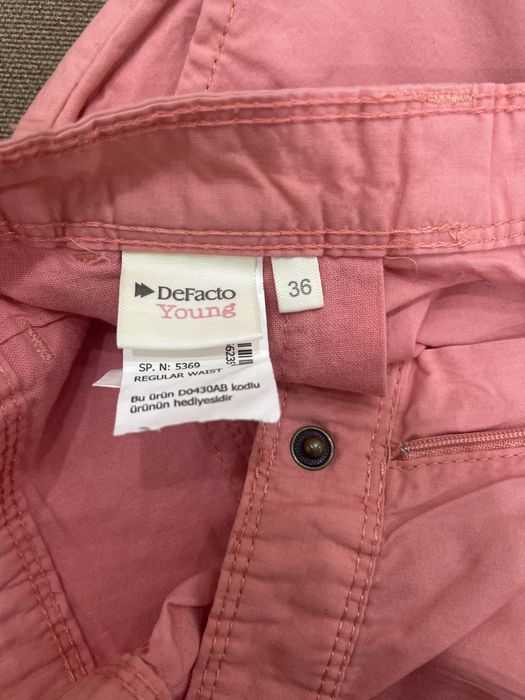 DeFacto
Young
36
SP. N: 5369
REGULAR WAIST
Bu ürün D0430AB kodlu
ürünün hediyesidir